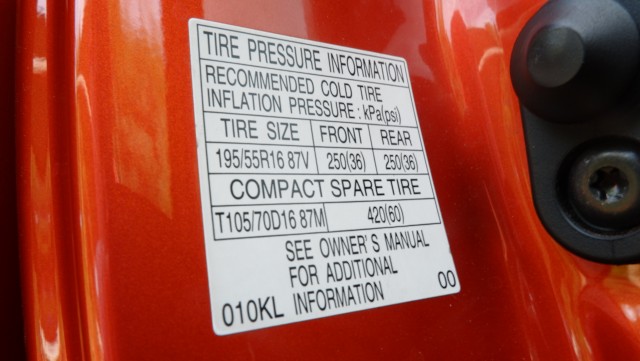 TIRE PRESSURE INFORMATION
RECOMMENDED COLD TIRE
INFLATION PRESSURE : kPa(psi)
TIRE SIZE FRONT REAR
195/55R16 87V 250(36) 250(36)
COMPACT SPARE TIRE
T105/70D16 87M 420(60)
SEE OWNER'S MANUAL
FOR ADDITIONAL
010KL INFORMATION 00